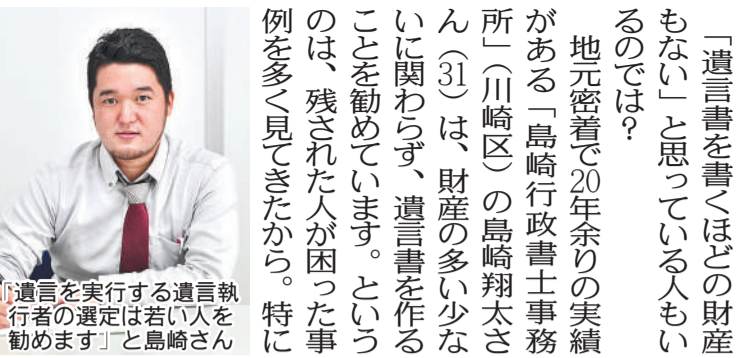 「遺言書を書くほどの財産
もない」と思っている人もい
るのでは？
地元密着で20年余りの実績
がある「島崎行政書士事務
所」（川崎区）の島崎翔太さ
ん（31）は、財産の多い少な
いに関わらず、遺言書を作る
ことを勧めています。という
のは、残された人が困った事
例を多く見てきたから。特に
「遺言を実行する遺言執
行者の選定は若い人を
勧めます」と島崎さん